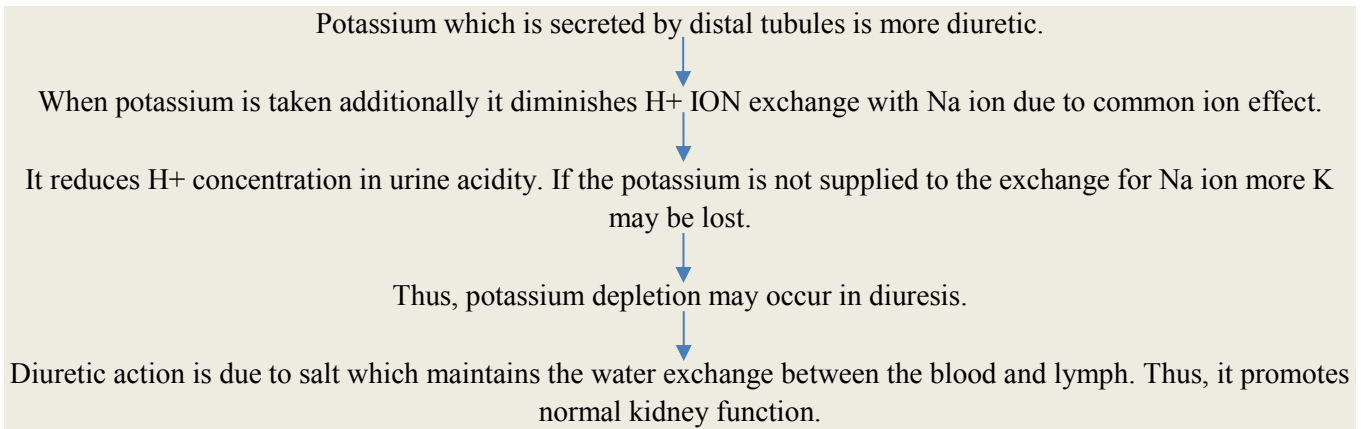 Potassium which is secreted by distal tubules is more diuretic.
When potassium is taken additionally it diminishes H+ ION exchange with Na ion due to common ion effect.
It reduces H+ concentration in urine acidity. If the potassium is not supplied to the exchange for Na ion more K
may be lost.
Thus, potassium depletion may occur in diuresis.
Diuretic action is due to salt which maintains the water exchange between the blood and lymph. Thus, it promotes
normal kidney function.